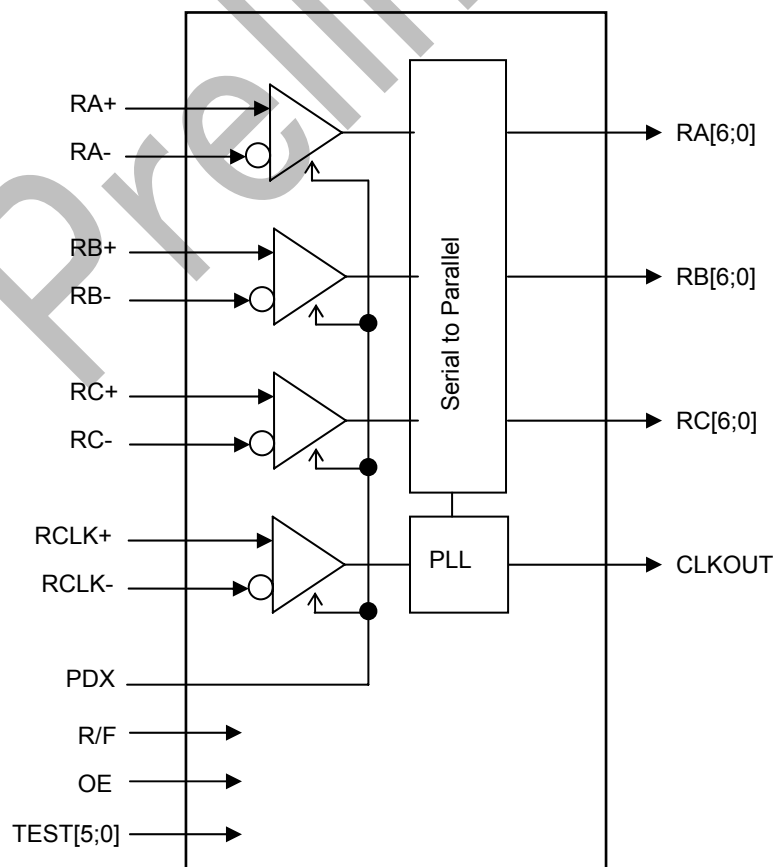 Prelim
RA+
RA-
RA[6;0]
RB+
RB-
RB[6;0]
Serial to Parallel
RC+
RC-
RC[6;0]
RCLK+
RCLK-
PLL
CLKOUT
PDX
R/F
OE
TEST[5;0]